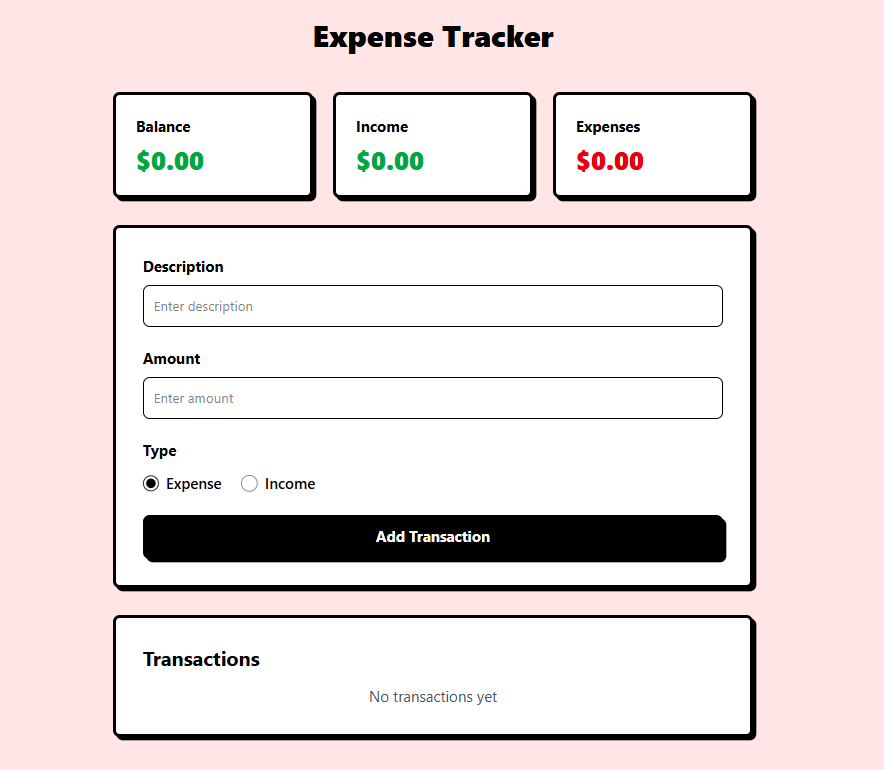 Expense Tracker
Balance
$0.00
Income
$0.00
Expenses
$0.00
Description
Enter description
Amount
Enter amount
Type
Expense
Income
Add Transaction
Transactions
No transactions yet